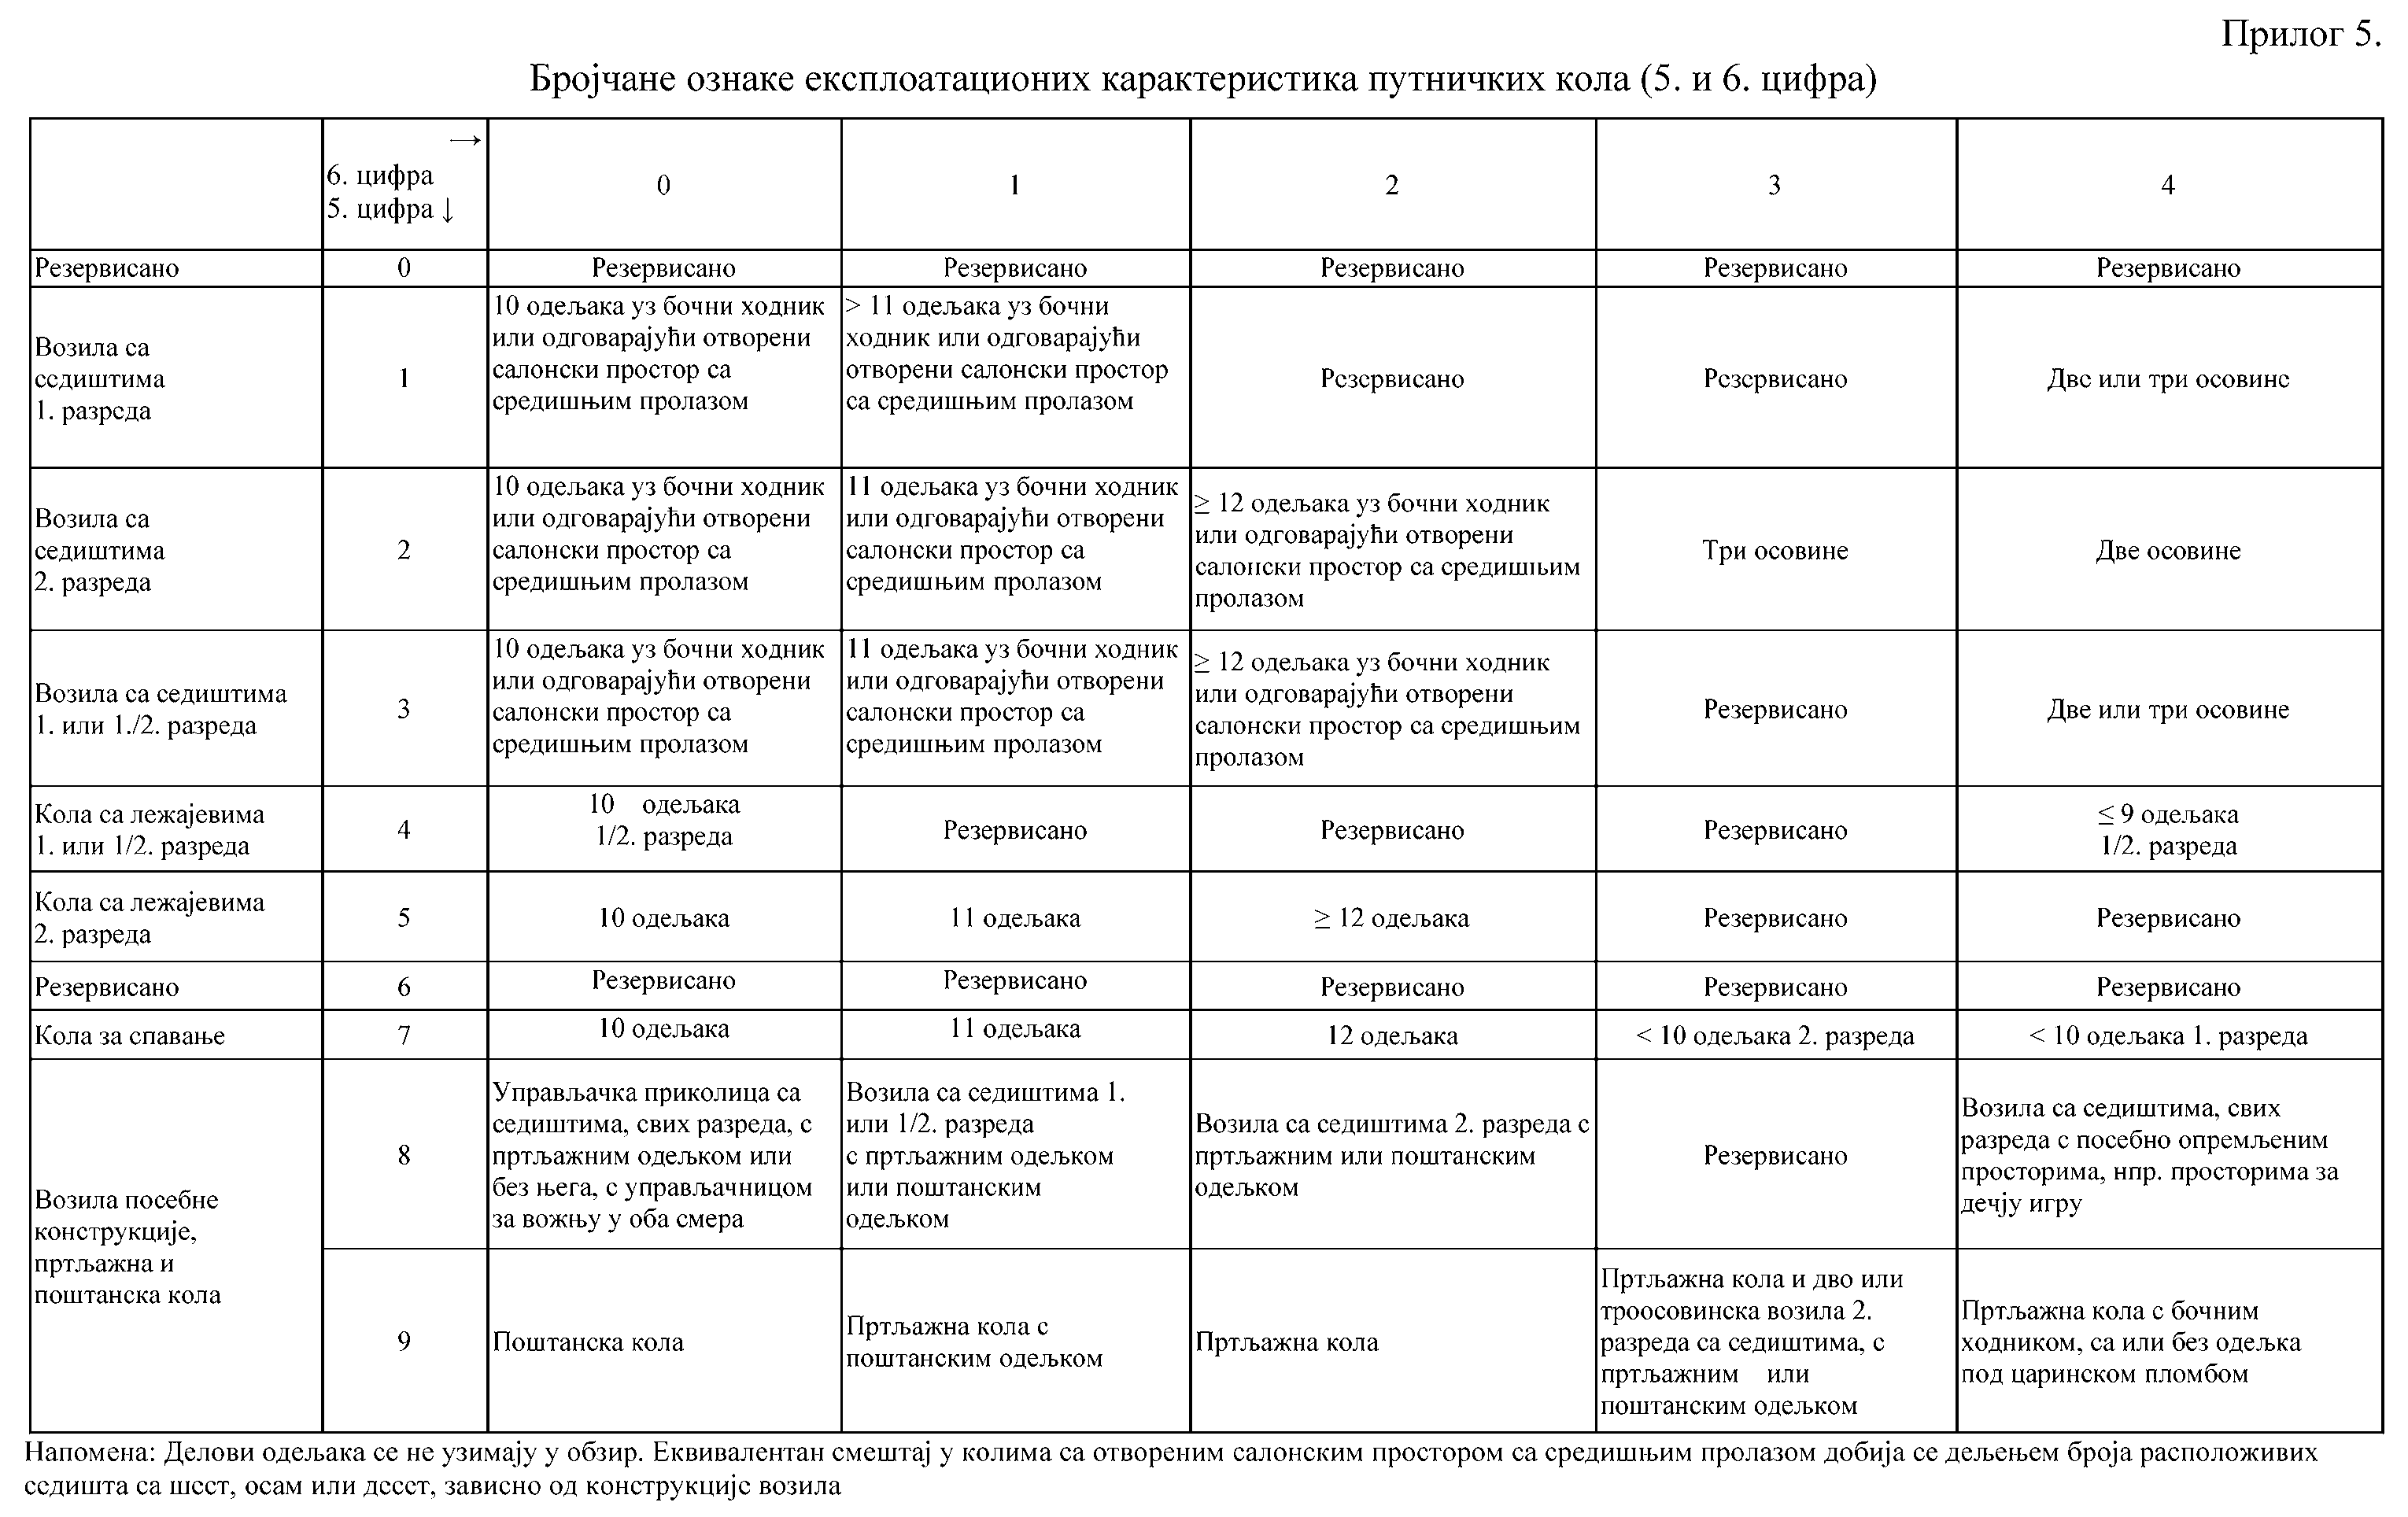 Прилог 5.
Бројчане ознаке експлоатационих карактеристика путничких кола (5. и 6. цифра)
→
6. цифра
5. цифра ↓
0
1
2
3
4
Резервисано
0
Резервисано
Резервисано
Резервисано
Резервисано
Резервисано
Возила са
седиштима
1. разреда
1
10 одељака уз бочни ходник
или одговарајући отворени
салонски простор са
средишњим пролазом
> 11 одељака уз бочни
ходник или одговарајући
отворени салонски простор
са средишњим пролазом
Резервисано
Резервисано
Две или три осовине
Возила са
седиштима
2. разреда
2
10 одељака уз бочни ходник
или одговарајући отворени
салонски простор са
средишњим пролазом
11 одељака уз бочни ходник
или одговарајући отворени
салонски простор са
средишњим пролазом
≥ 12 одељака уз бочни ходник
или одговарајући отворени
салонски простор са средишњим
пролазом
Три осовине
Две осовине
Возила са седиштима
1. или 1./2. разреда
3
10 одељака уз бочни ходник
или одговарајући отворени
салонски простор са
средишњим пролазом
11 одељака уз бочни ходник
или одговарајући отворени
салонски простор са
средишњим пролазом
≥ 12 одељака уз бочни ходник
или одговарајући отворени
салонски простор са средишњим
пролазом
Резервисано
Две или три осовине
Кола са лежајевима
1. или 1/2. разреда
4
10 одељака
1/2. разреда
Резервисано
Резервисано
Резервисано
≤ 9 одељака
1/2. разреда
Кола са лежајевима
2. разреда
5
10 одељака
11 одељака
≥ 12 одељака
Резервисано
Резервисано
Резервисано
6
Резервисано
Резервисано
Резервисано
Резервисано
Резервисано
Кола за спавање
7
10 одељака
11 одељака
12 одељака
< 10 одељака 2. разреда
< 10 одељака 1. разреда
Возила посебне
конструкције,
пртљажна и
поштанска кола
8
Управљачка приколица са
седиштима, свих разреда, с
пртљажним одељком или
без њега, с управљачницом
за вожњу у оба смера
Возила са седиштима 1.
или 1/2. разреда
с пртљажним одељком
или поштанским
одељком
Возила са седиштима 2. разреда с
пртљажним или поштанским
одељком
Резервисано
Возила са седиштима, свих
разреда с посебно опремљеним
просторима, нпр. просторима за
дечју игру
9
Поштанска кола
Пртљажна кола с
поштанским одељком
Пртљажна кола
Пртљажна кола и дво или
троосовинска возила 2.
разреда са седиштима, с
пртљажним или
поштанским одељком
Пртљажна кола с бочним
ходником, са или без одељка
под царинском пломбом
Напомена: Делови одељака се не узимају у обзир. Еквивалентан смештај у колима са отвореним салонским простором са средишњим пролазом добија се дељењем броја расположивих
седишта са шест, осам или десет, зависно од конструкције возила